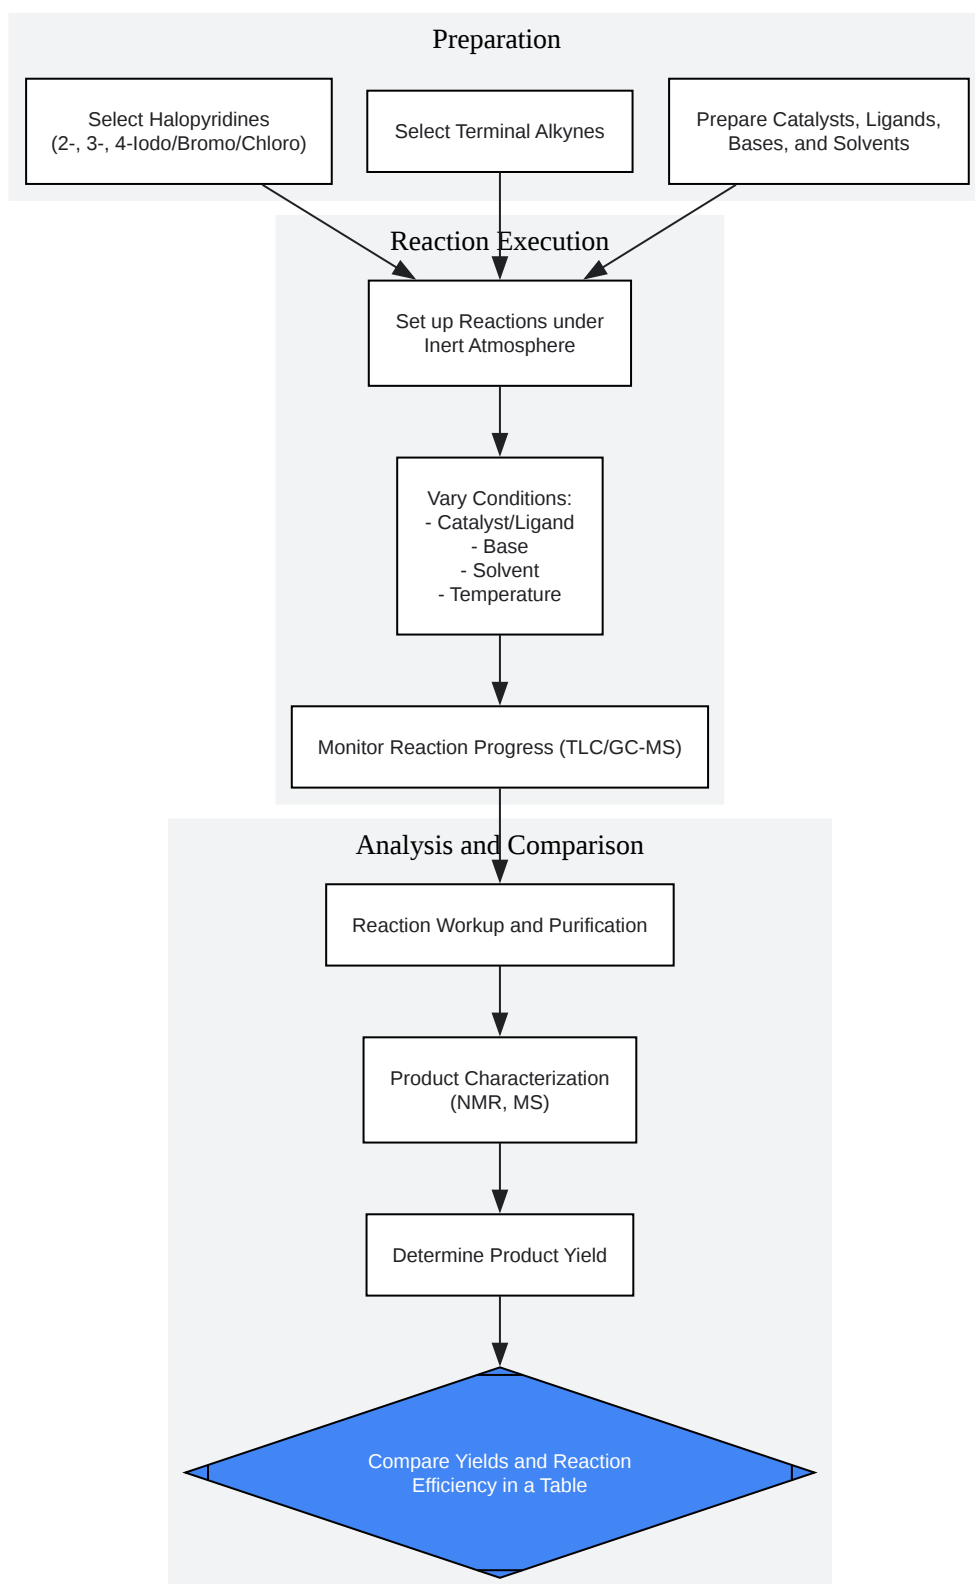 Preparation
Select Halopyridines
(2-, 3-, 4-Iodo/Bromo/Chloro)
Select Terminal Alkynes
Prepare Catalysts, Ligands,
Bases, and Solvents
Reaction Execution
Set up Reactions under
Inert Atmosphere
Vary Conditions:
- Catalyst/Ligand
- Base
- Solvent
- Temperature
Monitor Reaction Progress (TLC/GC-MS)
Analysis and Comparison
Reaction Workup and Purification
Product Characterization
(NMR, MS)
Determine Product Yield
Compare Yields and Reaction
Efficiency in a Table